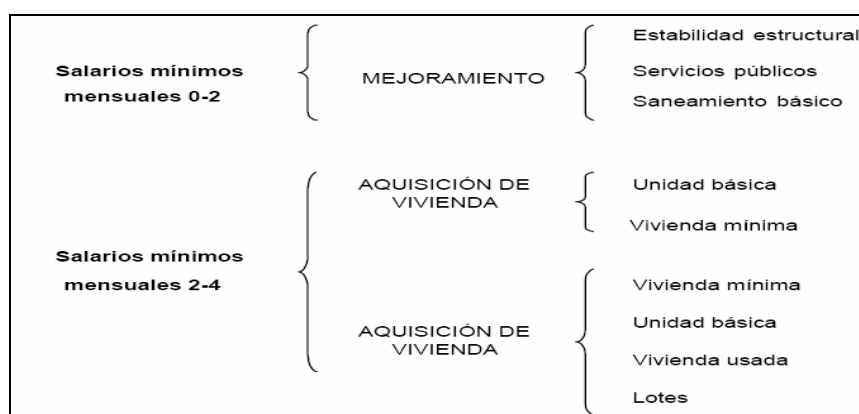 Salarios mínimos
mensuales 0-2
MEJORAMIENTO
Estabilidad estructural
Servicios públicos
Saneamiento básico
Salarios mínimos
mensuales 2-4
AQUISICIÓN DE
VIVIENDA
Unidad básica
Vivienda mínima
AQUISICIÓN DE
VIVIENDA
Vivienda mínima
Unidad básica
Vivienda usada
Lotes